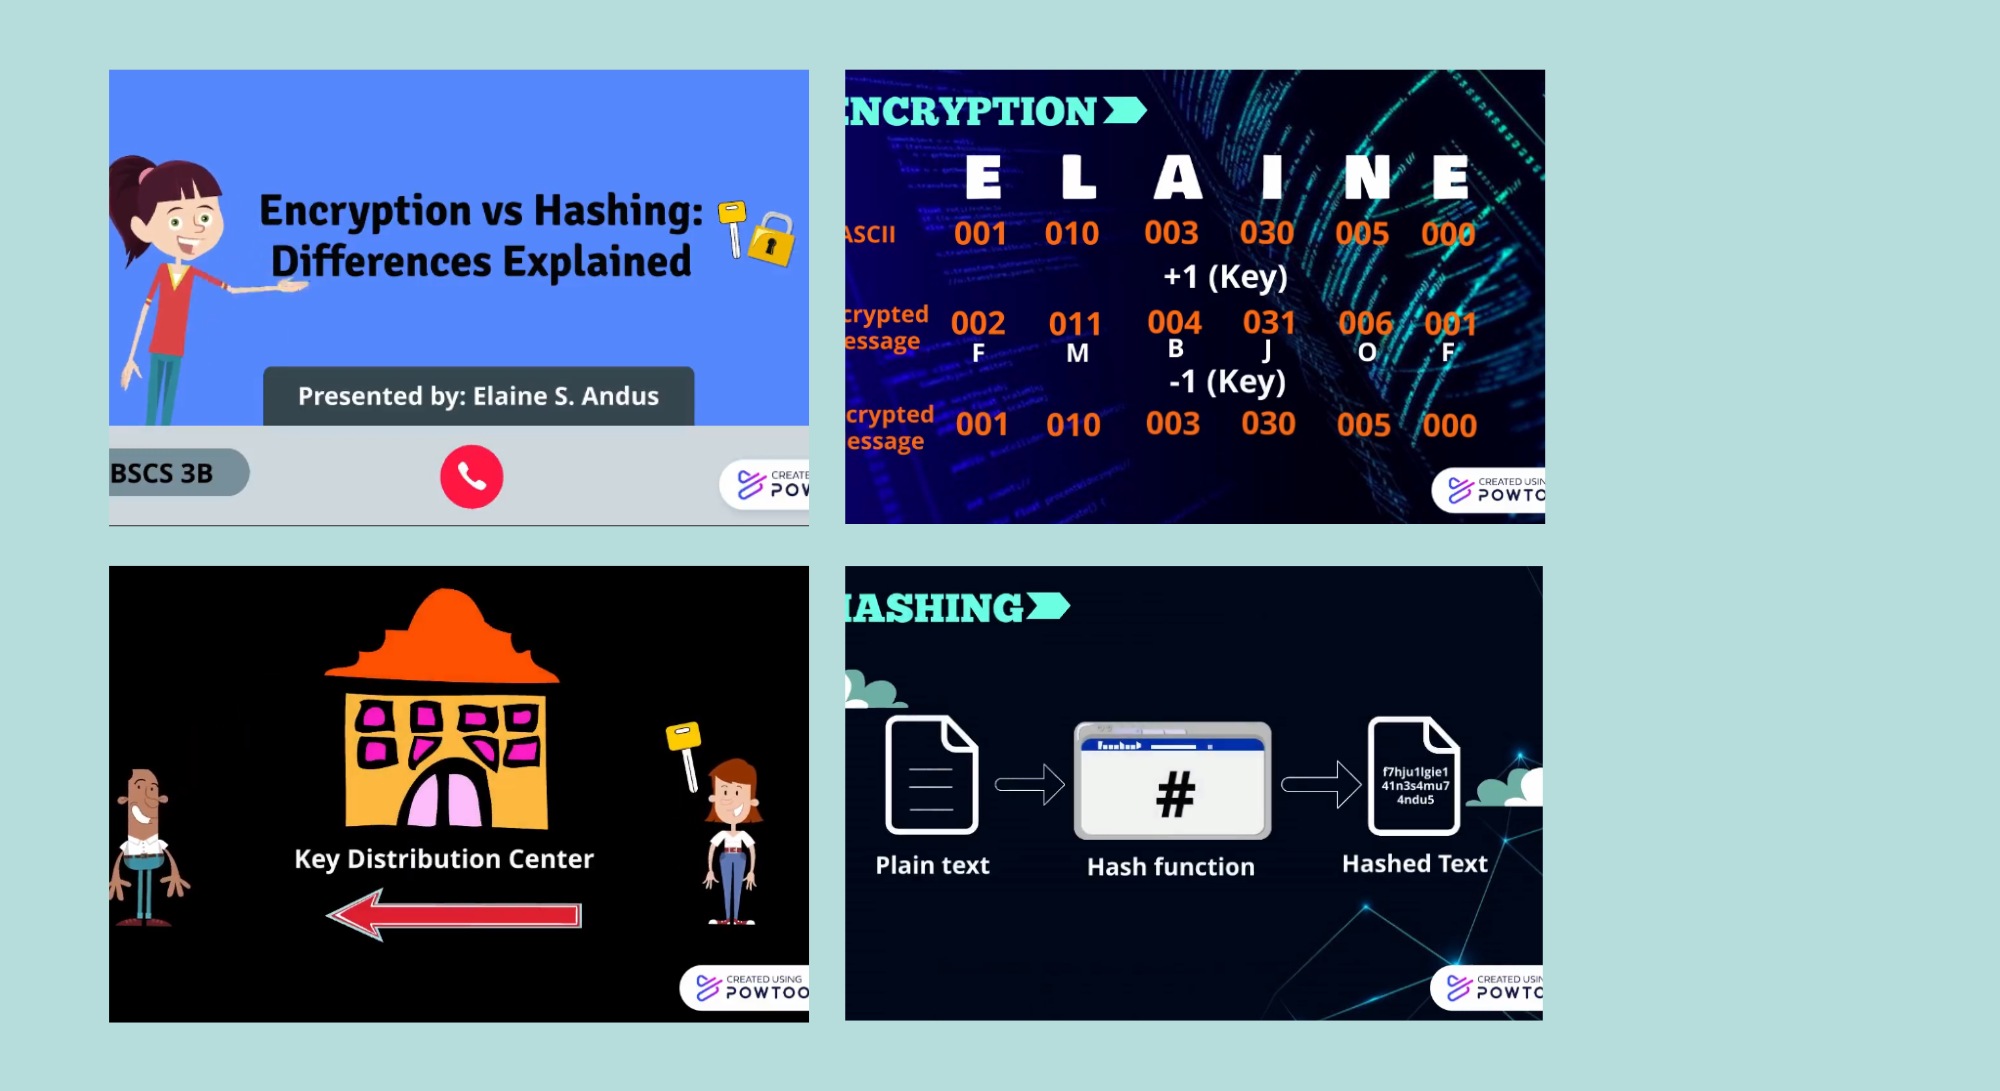 Encryption vs Hashing:
Differences Explained
Presented by: Elaine S. Andus
BSCS 3B
CREATE
POW
NCRYPTION
E L A I N E
ASCII 001 010 003 030 005 000
+1 (Key)
crypted
essage
002 011 004 031 006 001
F M B J O F
-1 (Key)
crypted
essage
001 010 003 030 005 000
CREATED USIN
POWTO
Key Distribution Center
CREATED USING
POWTOO
HASHING
#
f7hju1lgie1
41n3s4mu7
4ndu5
Plain text
Hash function
Hashed Text
CREATED USIN
POWTO